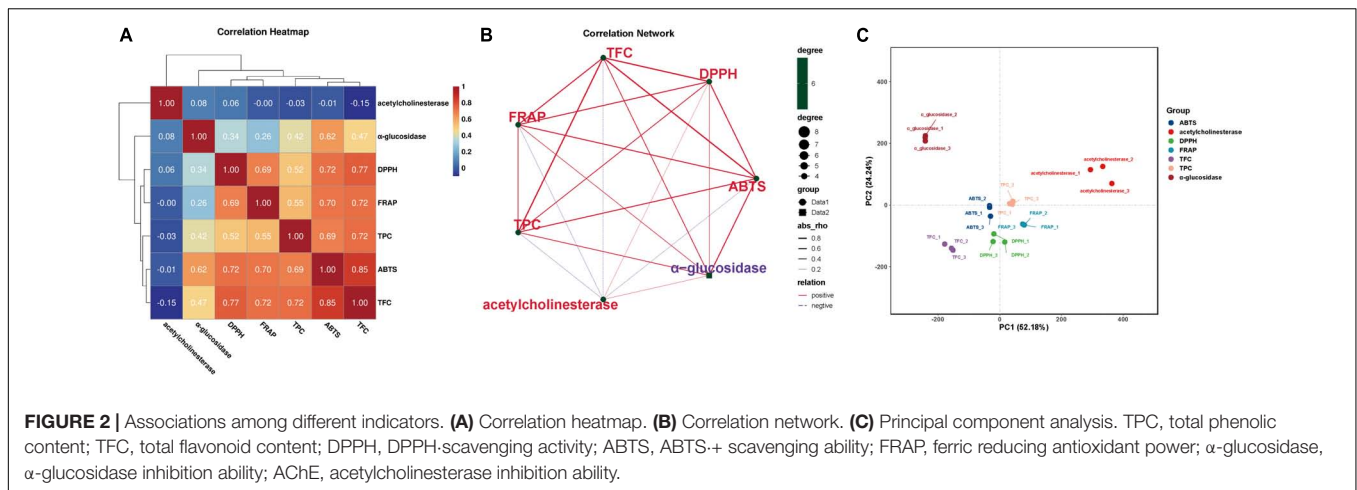 A
Correlation Heatmap
1.00 0.08 0.06 -0.00 -0.03 -0.01 -0.15 acetylcholinesterase
0.08 1.00 0.34 0.26 0.42 0.62 0.47 α-glucosidase
0.06 0.34 1.00 0.69 0.52 0.72 0.77 DPPH
-0.00 0.26 0.69 1.00 0.55 0.70 0.72 FRAP
-0.03 0.42 0.52 0.55 1.00 0.69 0.72 TPC
-0.01 0.62 0.72 0.70 0.69 1.00 0.85 ABTS
-0.15 0.47 0.77 0.72 0.72 0.85 1.00 TFC
acetylcholinesterase
α-glucosidase
DPPH
FRAP
TPC
ABTS
TFC
1
0.8
0.6
0.4
0.2
0
B
Correlation Network
TFC
DPPH
FRAP
ABTS
TPC
α-glucosidase
acetylcholinesterase
degree
6
degree
8
7
6
5
4
group
Data1
Data2
abs_rho
0.8
0.6
0.4
0.2
relation
positive
negtive
C
PC2 (24.24%)
400
200
0
-200
α_glucosidase_2
α_glucosidase_1
α_glucosidase_3
acetylcholinesterase_2
acetylcholinesterase_1
acetylcholinesterase_3
TPC_3
TPC_1
ABTS_2
ABTS_1
ABTS_3
FRAP_2
FRAP_3
FRAP_1
TFC_1
TFC_2
TFC_3
DPPH_1
DPPH_3
-200 0 200 400
PC1 (52.18%)
Group
ABTS
acetylcholinesterase
DPPH
FRAP
TFC
TPC
α-glucosidase
FIGURE 2 | Associations among different indicators. (A) Correlation heatmap. (B) Correlation network. (C) Principal component analysis. TPC, total phenolic
content; TFC, total flavonoid content; DPPH, DPPH·scavenging activity; ABTS, ABTS·+ scavenging ability; FRAP, ferric reducing antioxidant power; α-glucosidase,
α-glucosidase inhibition ability; AChE, acetylcholinesterase inhibition ability.